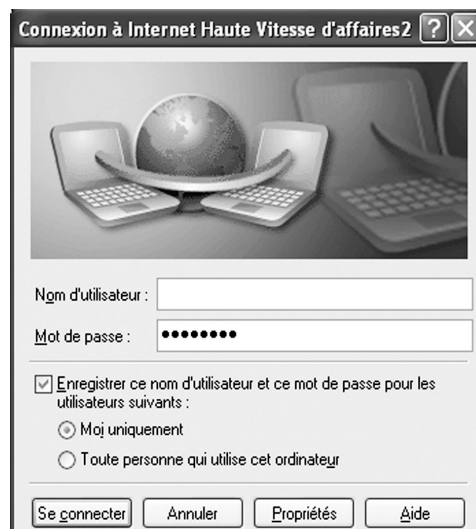 Connexion à Internet Haute Vitesse d'affaires2
Nom d'utilisateur :
Mot de passe :
Enregistrer ce nom d'utilisateur et ce mot de passe pour les
utilisateurs suivants :
Moi uniquement
Toute personne qui utilise cet ordinateur
Se connecter Annuler Propriétés Aide